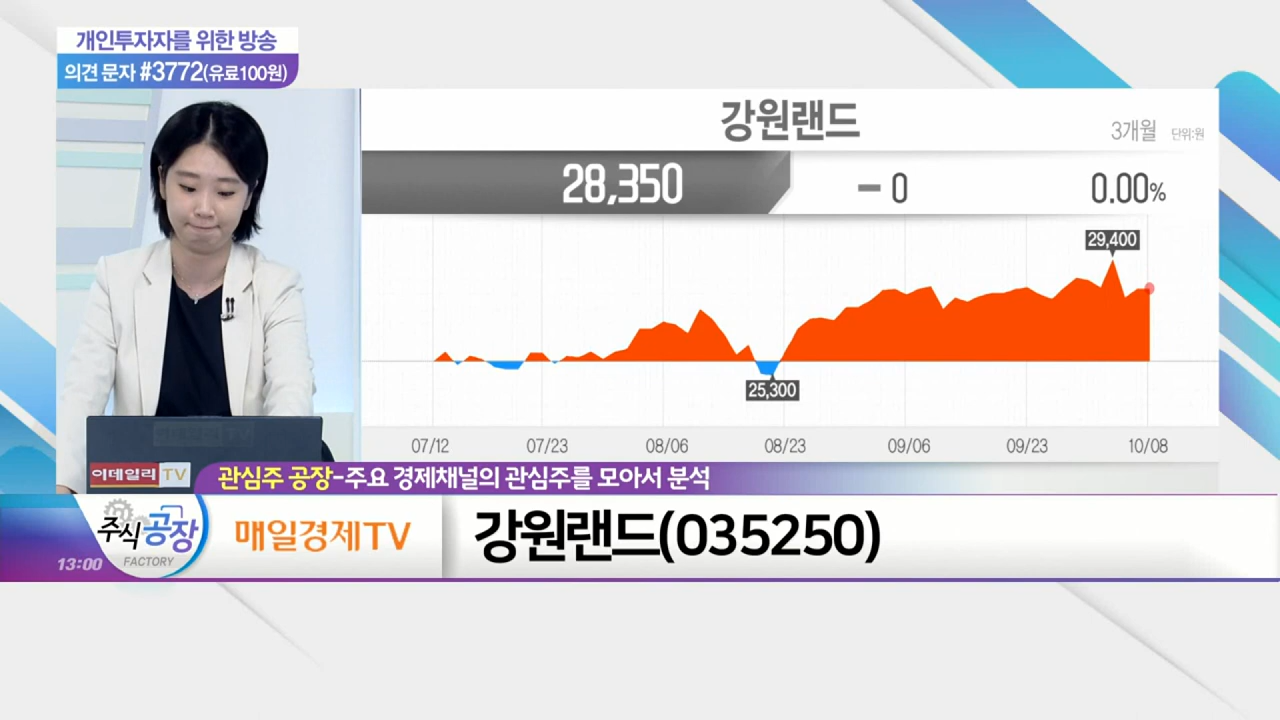 개인투자자를 위한 방송
의견 문자 #3772(유료100원)
강원랜드
3개월 단위:원
28,350 - 0 0.00%
29,400
25,300
07/12 07/23 08/06 08/23 09/06 09/23 10/08
이데일리 TV
관심주 공장-주요 경제채널의 관심주를 모아서 분석
주식공장
FACTORY
13:00
매일경제TV
강원랜드(035250)